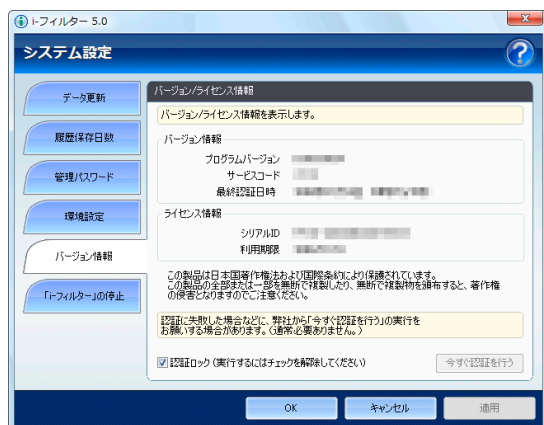 i-フィルター 5.0
システム設定
データ更新
履歴保存日数
管理パスワード
環境設定
バージョン情報
「i-フィルター」の停止
バージョン/ライセンス情報
バージョン/ライセンス情報を表示します。
バージョン情報
プログラムバージョン
サービスコード
最終認証日時
ライセンス情報
シリアルID
利用期限
この製品は日本国著作権法および国際条約により保護されています。
この製品の全部または一部を無断で複製したり、無断で複製物を頒布すると、著作権
の侵害となりますのでご注意ください。
認証に失敗した場合などに、弊社から「今すぐ認証を行う」の実行を
お願いする場合があります。（通常必要ありません。）
認証ロック（実行するにはチェックを解除してください）
今すぐ認証を行う
OK
キャンセル
適用